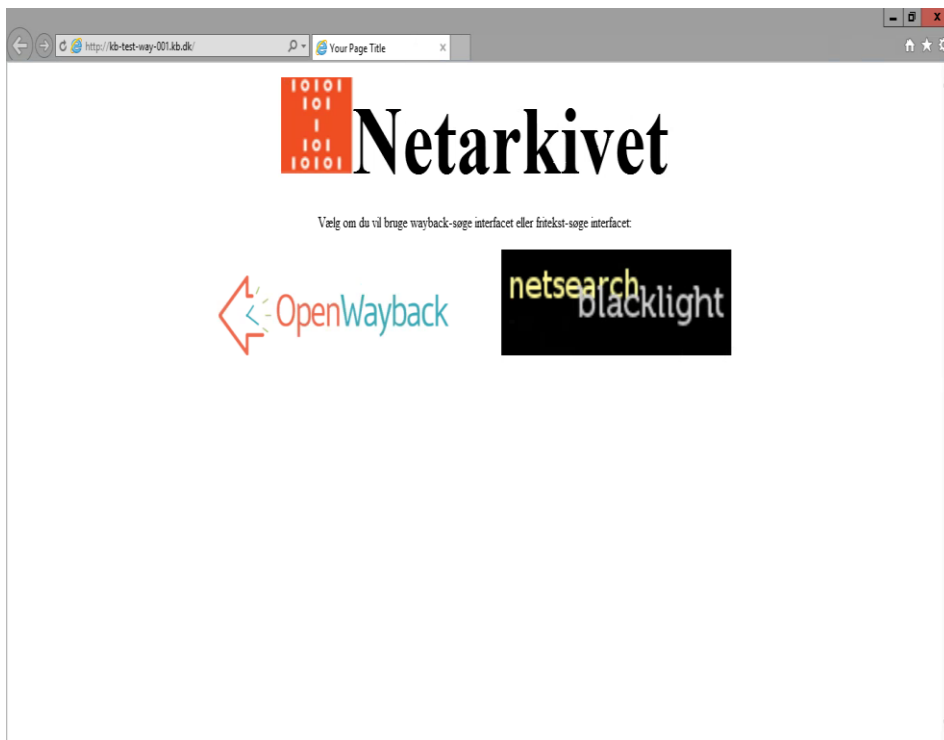 http://kb-test-way-001.kb.dk/
Your Page Title
10101
101
1
101
10101
Netarkivet
Vælg om du vil bruge wayback-søge interfacet eller fritekst-søge interfacet:
OpenWayback
netsearch
blacklight